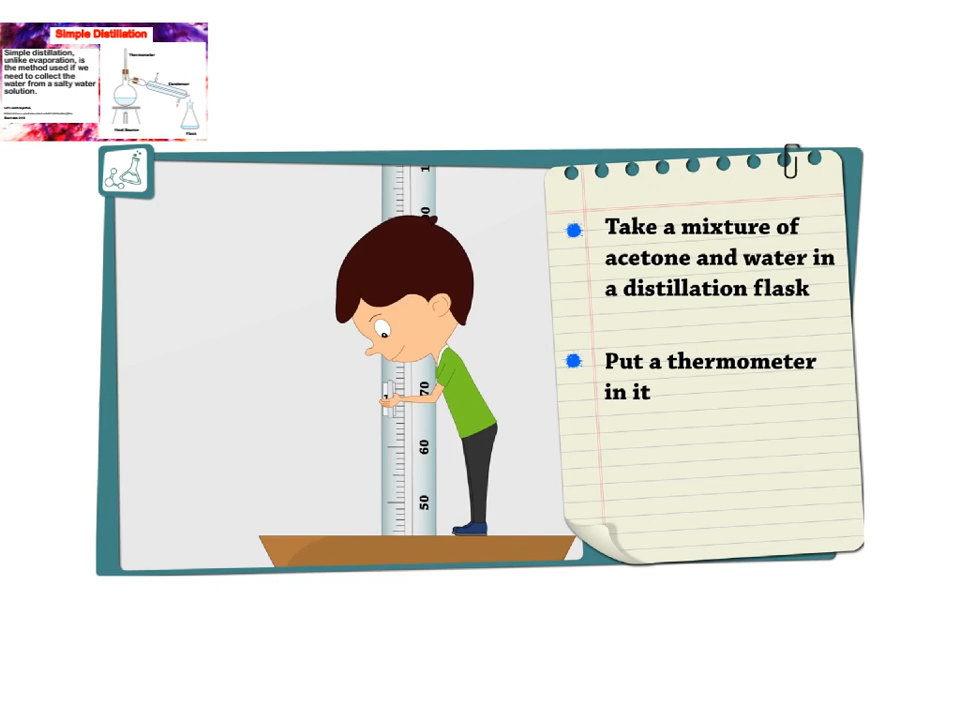 Simple Distillation
Simple distillation,
unlike evaporation, is
the method used if we
need to collect the
water from a salty water
solution.
Thermometer
Condenser
Heat Source
Flask
Take a mixture of
acetone and water in
a distillation flask
Put a thermometer
in it
70
60
50